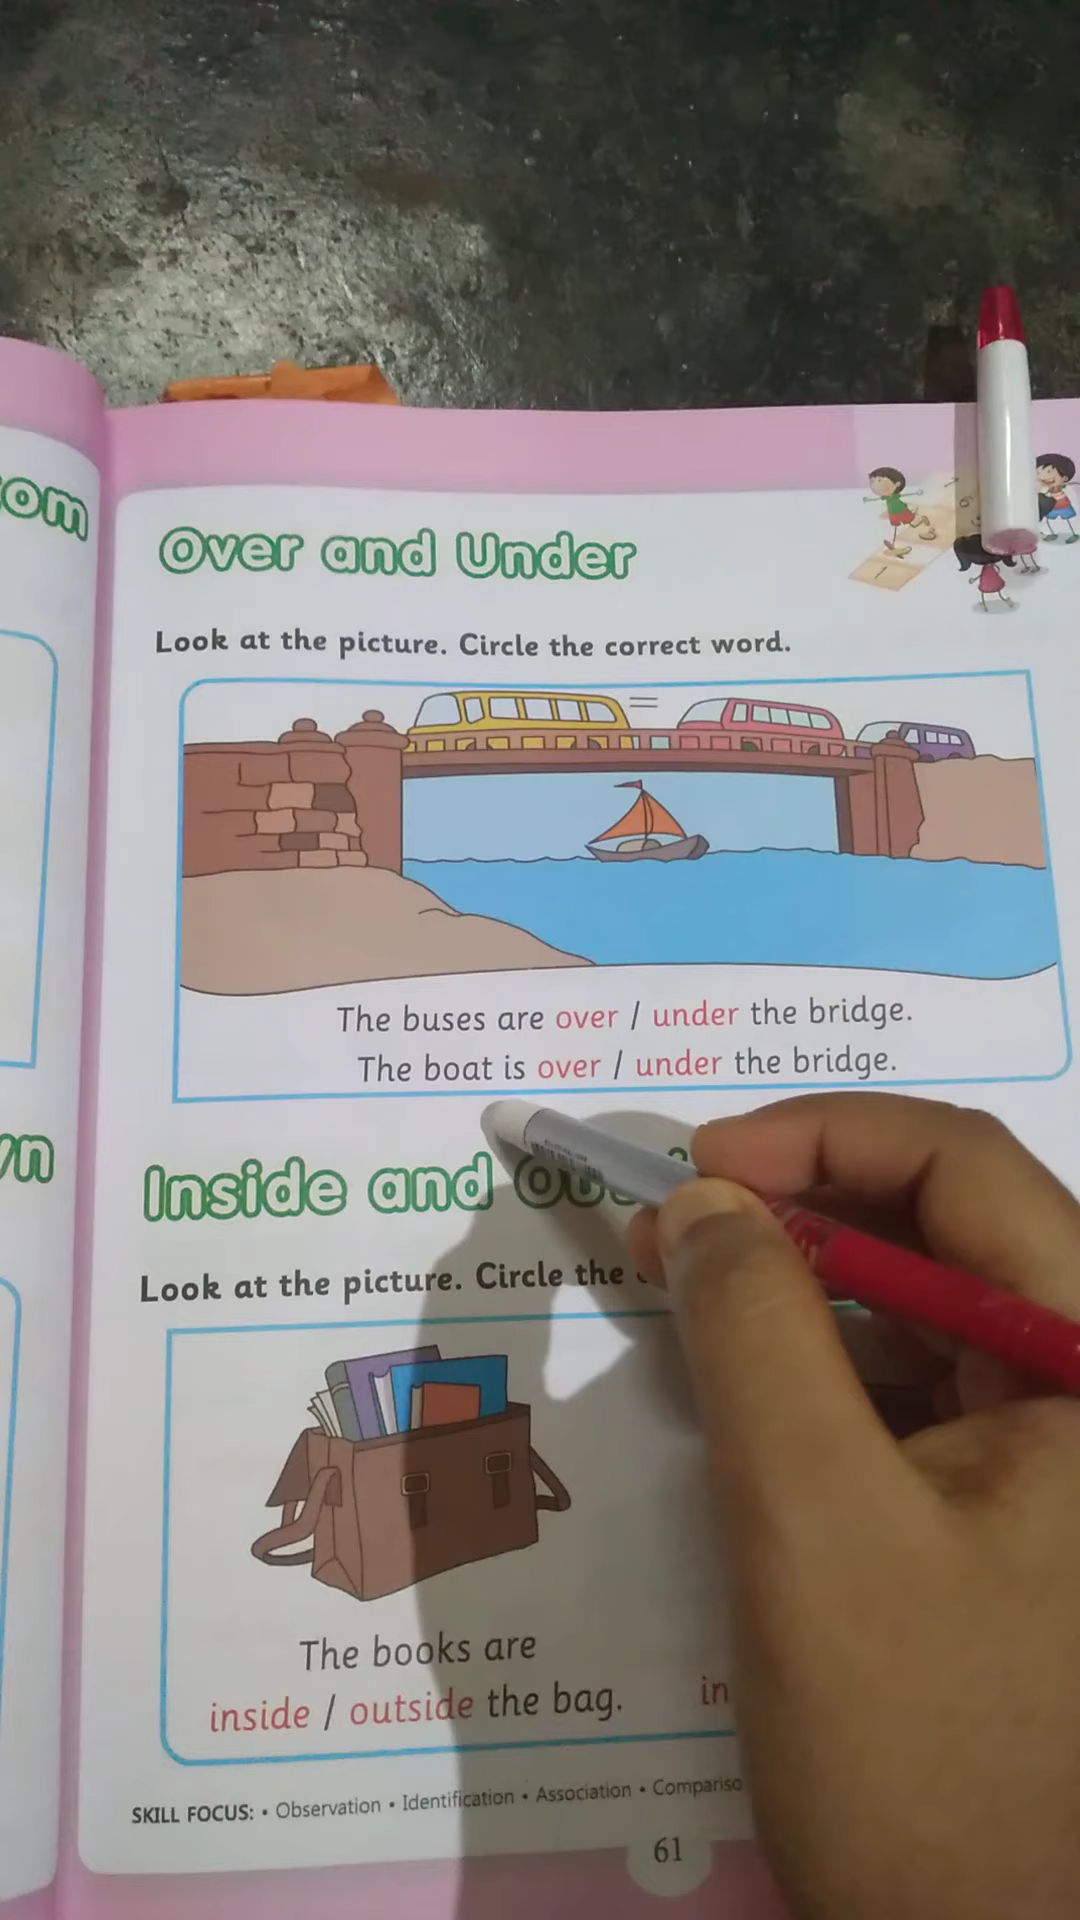 om
Over and Under
Look at the picture. Circle the correct word.
The buses are over / under the bridge.
The boat is over / under the bridge.
wn
Inside and
Look at the picture. Circle the
The books are
inside / outside the bag.
in
SKILL FOCUS: • Observation • Identification • Association • Compariso
61